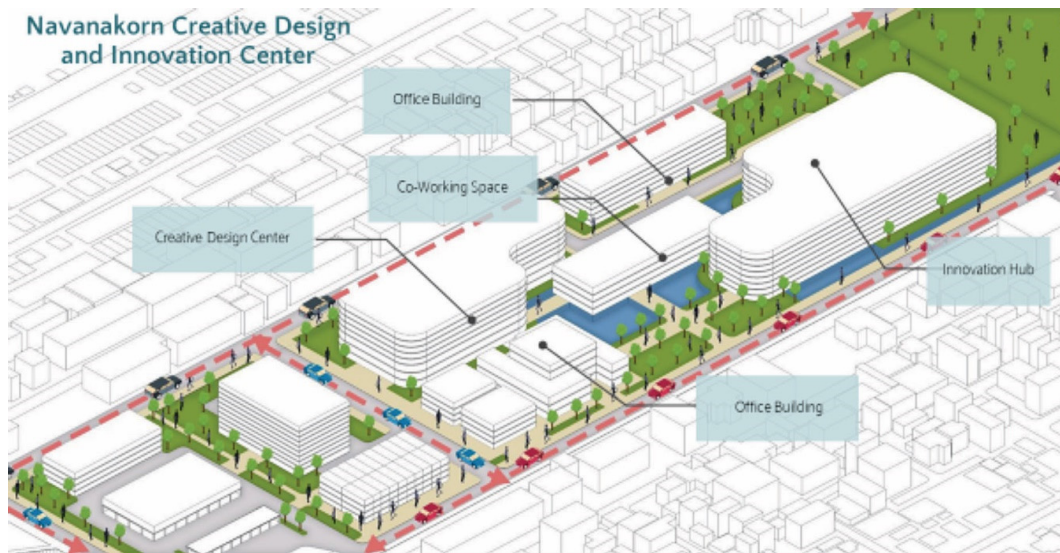 Navanakorn Creative Design
and Innovation Center
Office Building
Co-Working Space
Creative Design Center
Innovation Hub
Office Building